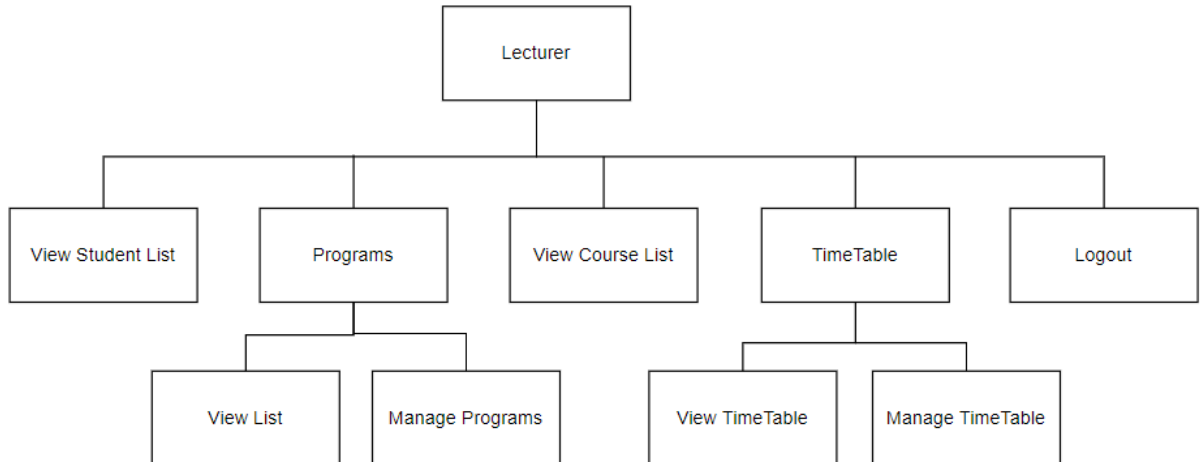 Lecturer
View Student List
Programs
View Course List
TimeTable
Logout
View List
Manage Programs
View TimeTable
Manage TimeTable